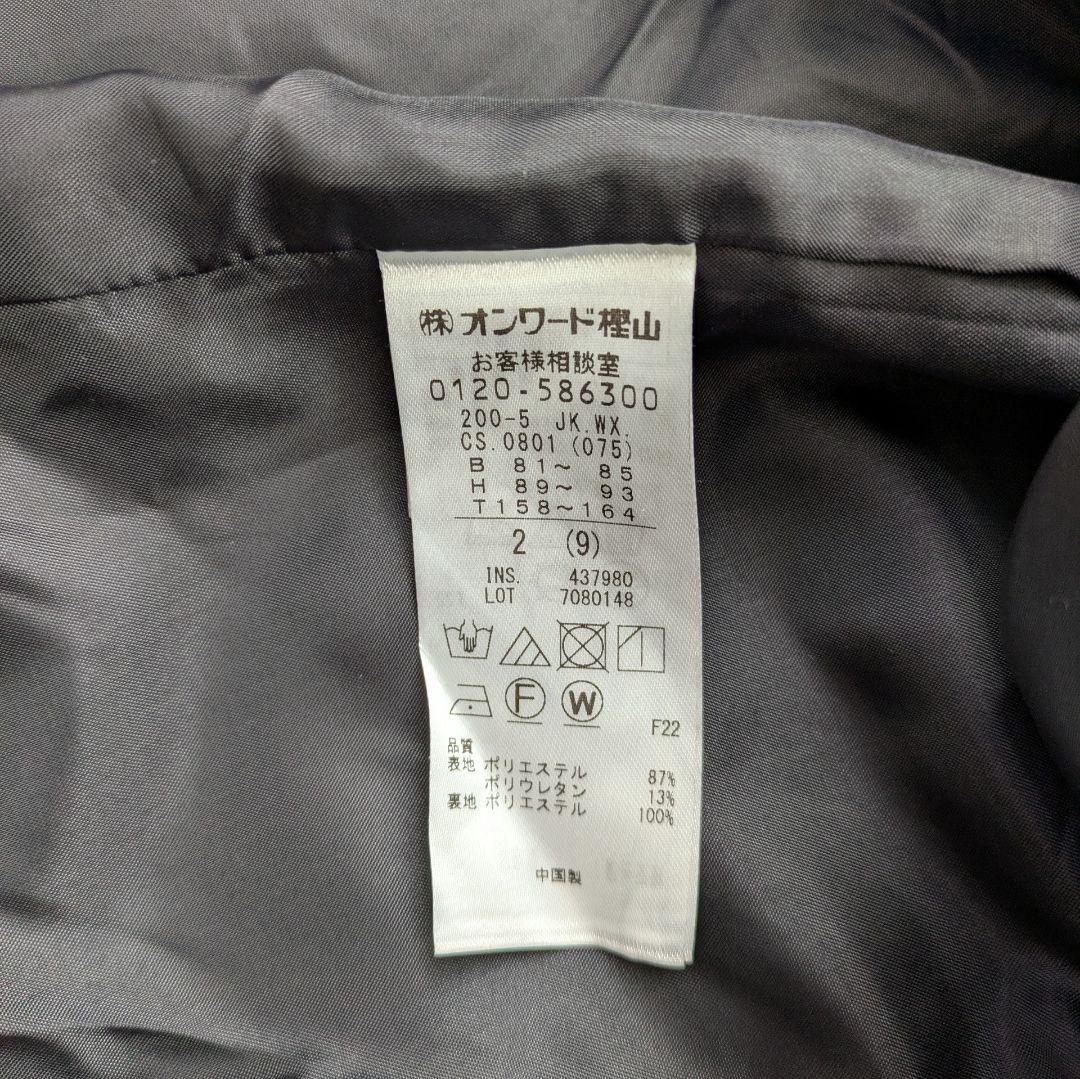 ㈱オンワード樫山
お客様相談室
0120-586300
200-5 JK.WX.
CS.0801(075)
B 81～ 85
H 89～ 93
T158～164
2 (9)
INS. 437980
LOT 7080148
F
W
F22
品質
表地 ポリエステル 87%
ポリウレタン 13%
裏地 ポリエステル 100%
中国製